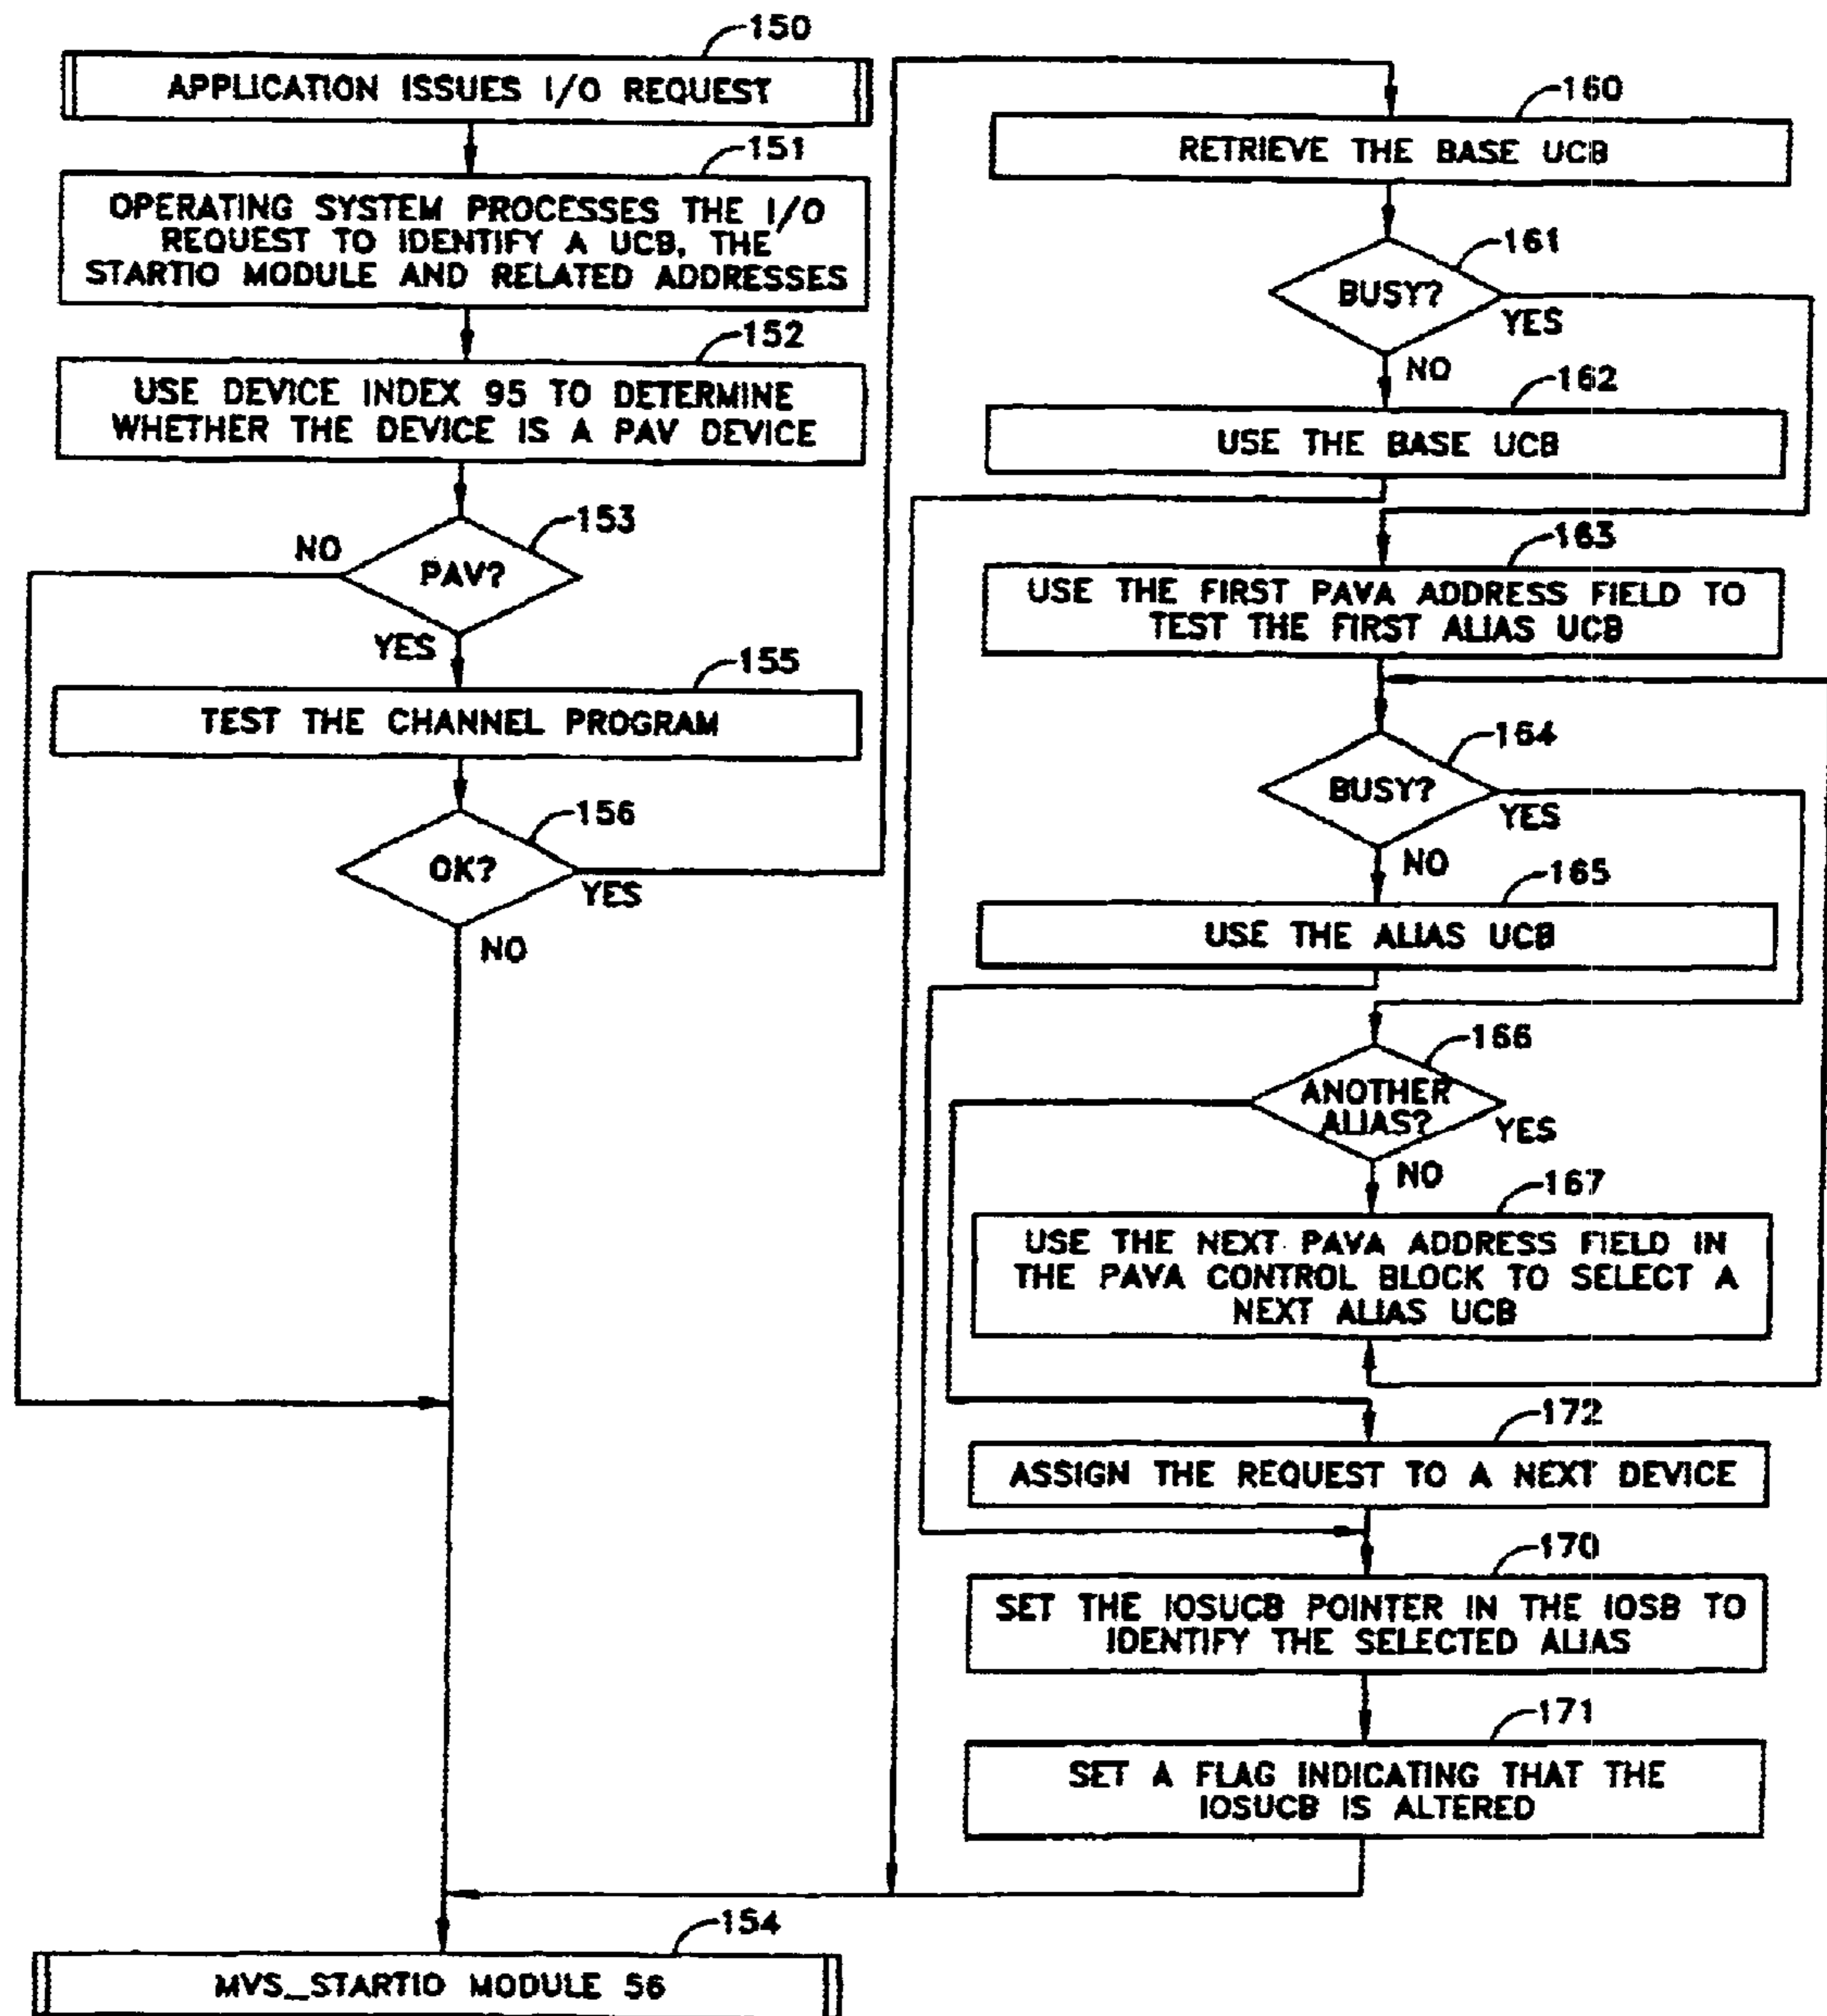 150
APPLICATION ISSUES I/O REQUEST
151
OPERATING SYSTEM PROCESSES THE I/O
REQUEST TO IDENTIFY A UCB, THE
STARTIO MODULE AND RELATED ADDRESSES
152
USE DEVICE INDEX 95 TO DETERMINE
WHETHER THE DEVICE IS A PAV DEVICE
153
NO
PAV?
YES
155
TEST THE CHANNEL PROGRAM
156
OK?
YES
NO
160
RETRIEVE THE BASE UCB
161
BUSY?
YES
NO
162
USE THE BASE UCB
163
USE THE FIRST PAVA ADDRESS FIELD TO
TEST THE FIRST ALIAS UCB
164
BUSY?
YES
NO
165
USE THE ALIAS UCB
166
ANOTHER
ALIAS?
YES
NO
167
USE THE NEXT PAVA ADDRESS FIELD IN
THE PAVA CONTROL BLOCK TO SELECT A
NEXT ALIAS UCB
172
ASSIGN THE REQUEST TO A NEXT DEVICE
170
SET THE IOSUCB POINTER IN THE IOSB TO
IDENTIFY THE SELECTED ALIAS
171
SET A FLAG INDICATING THAT THE
IOSUCB IS ALTERED
154
MVS_STARTIO MODULE 56